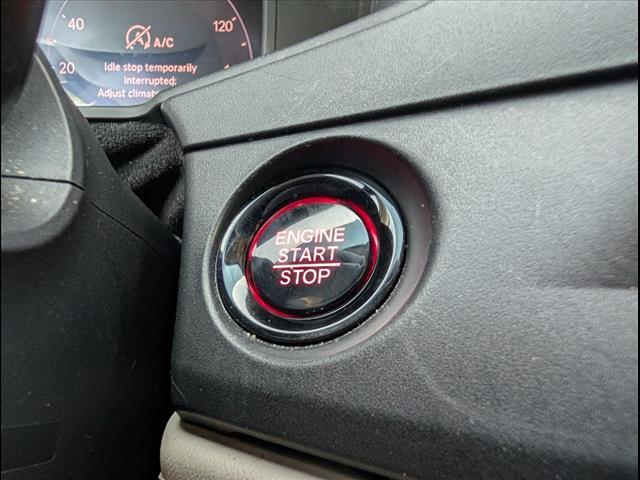 40
120
A/C
20
Idle stop temporarily
interrupted:
Adjust climate
ENGINE
START
STOP